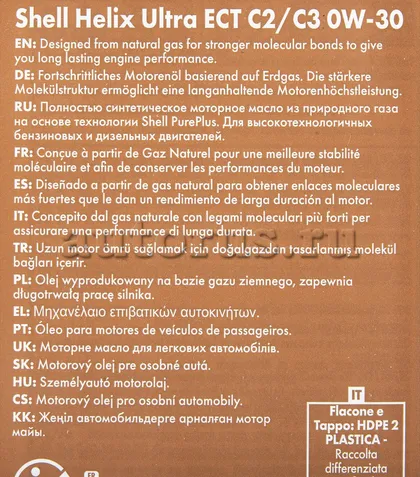 Shell Helix Ultra ECT C2/C3 0W-30
EN: Designed from natural gas for stronger molecular bonds to give
you long lasting engine performance.
DE: Fortschrittliches Motorenöl basierend auf Erdgas. Die stärkere
Molekülstruktur ermöglicht eine langanhaltende Motorenhöchstleistung.
RU: Полностью синтетическое моторное масло из природного газа
на основе технологии Shell PurePlus. Для высокотехнологичных
бензиновых и дизельных двигателей.
FR: Conçue à partir de Gaz Naturel pour une meilleure stabilité
moléculaire et afin de conserver les performances du moteur.
ES: Diseñado a partir de gas natural para obtener enlaces moleculares
más fuertes que le dan un rendimiento de larga duración al motor.
IT: Concepito dal gas naturale con legami molecolari più forti per
assicurare una performance di lunga durata.
TR: Uzun motor ömrü sağlamak için doğalgazdan tasarlanmış molekül
bağları içerir.
PL: Olej wyprodukowany na bazie gazu ziemnego, zapewnia
długotrwałą pracę silnika.
EL: Μηχανέλαιο επιβατικών αυτοκινήτων.
PT: Óleo para motores de veículos de passageiros.
UK: Моторне масло для легкових автомобілів.
SK: Motorový olej pre osobné autá.
HU: Személyautó motorolaj.
CS: Motorový olej pro osobní automobily.
KK: Жеңіл автомобильдерге арналған мотор
майы.
IT
Flacone e
Tappo: HDPE 2
PLASTICA -
Raccolta
differenziata
FR
autorus.ru